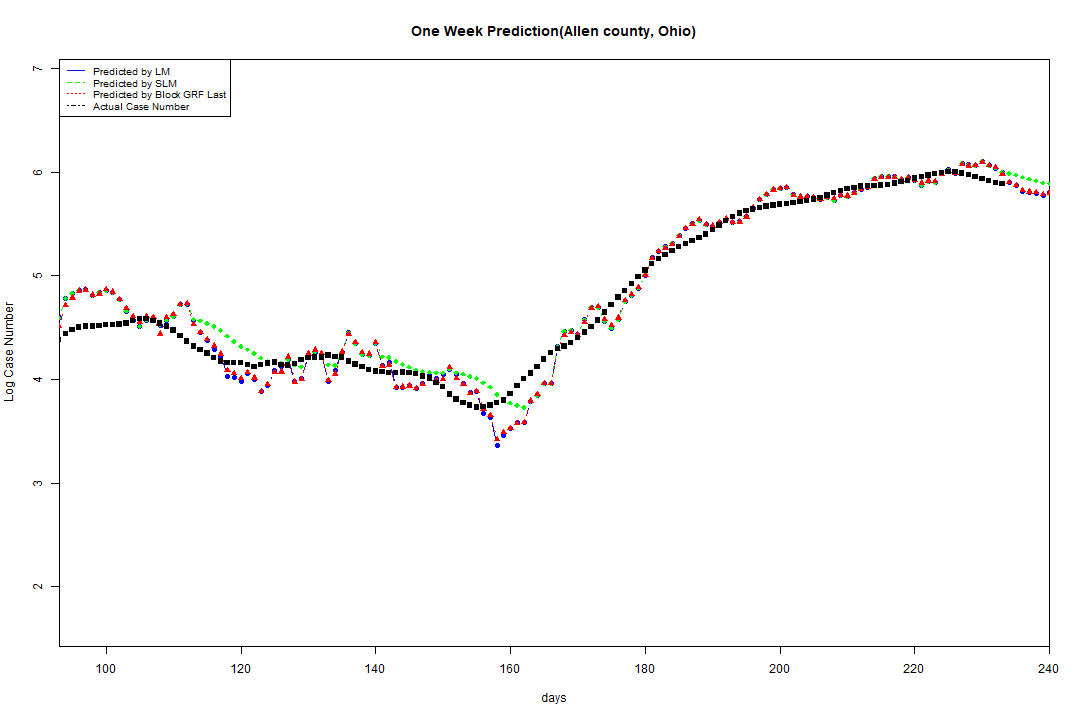 One Week Prediction(Allen county, Ohio)
Predicted by LM
Predicted by SLM
Predicted by Block GRF Last
Actual Case Number
7
6
5
4
3
2
Log Case Number
100 120 140 160 180 200 220 240
days